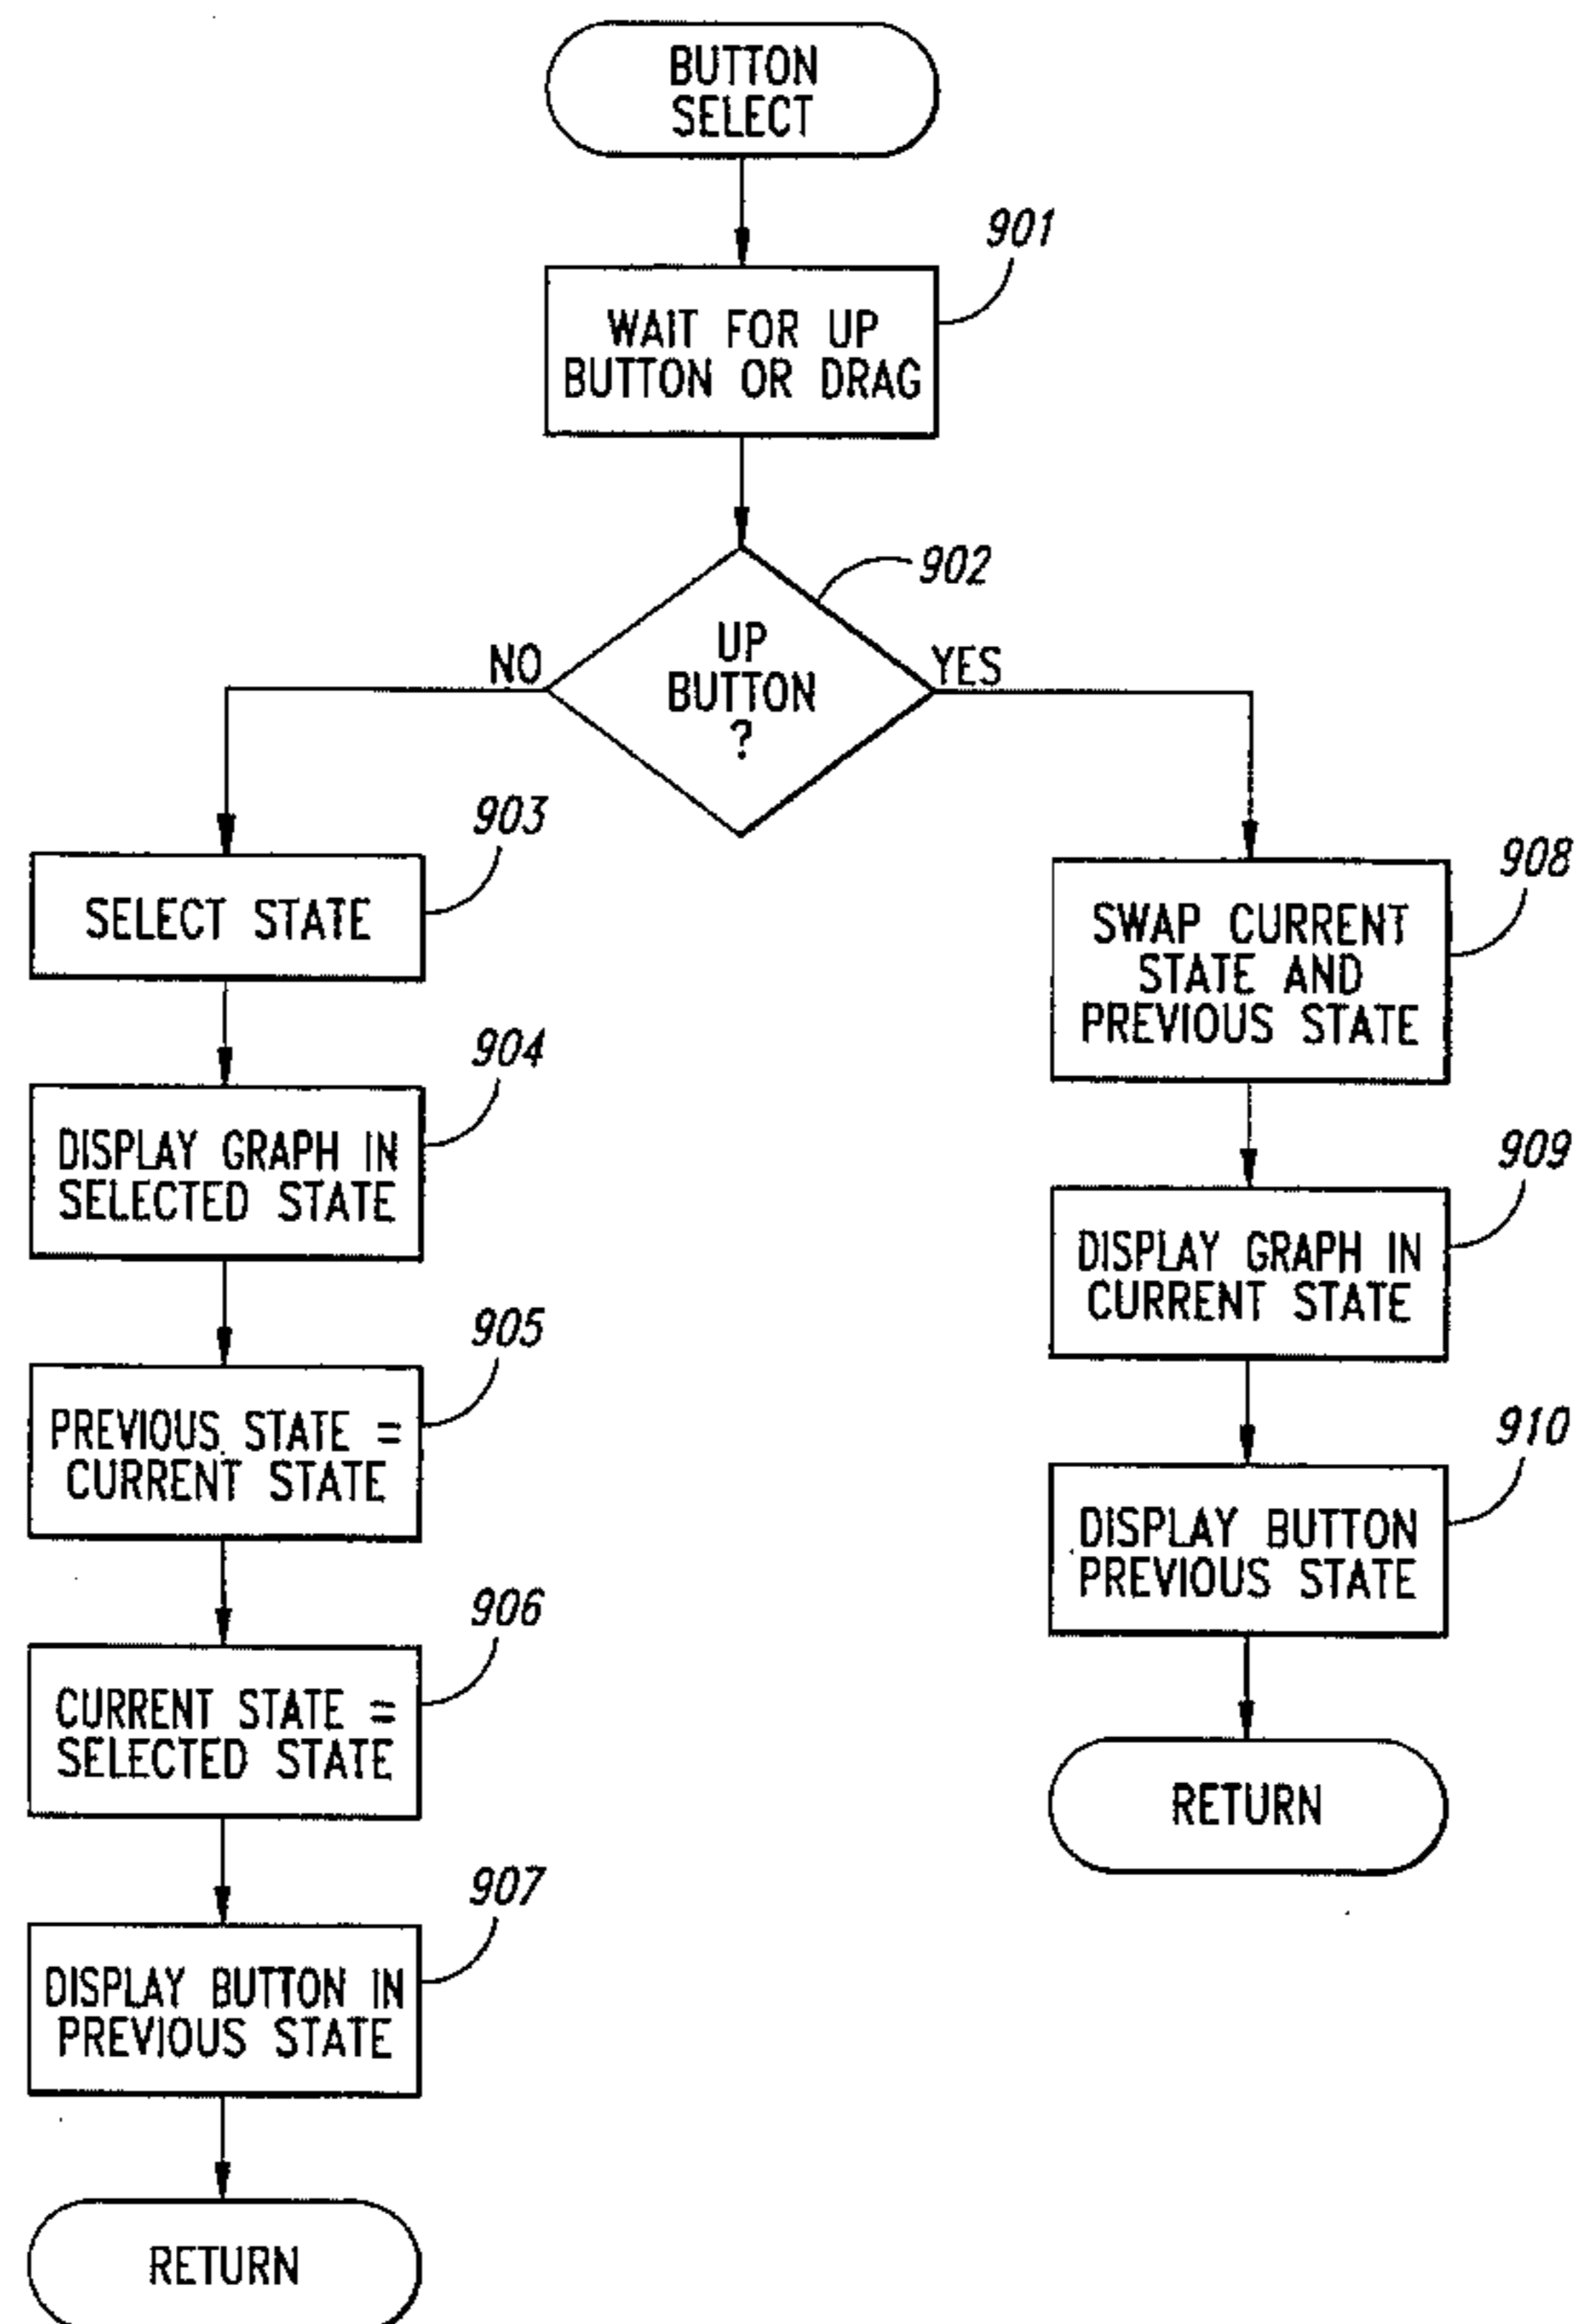 BUTTON
SELECT
901
WAIT FOR UP
BUTTON OR DRAG
902
UP
BUTTON
?
NO
YES
903
SELECT STATE
904
DISPLAY GRAPH IN
SELECTED STATE
905
PREVIOUS STATE =
CURRENT STATE
906
CURRENT STATE =
SELECTED STATE
907
DISPLAY BUTTON IN
PREVIOUS STATE
RETURN
908
SWAP CURRENT
STATE AND
PREVIOUS STATE
909
DISPLAY GRAPH IN
CURRENT STATE
910
DISPLAY BUTTON
PREVIOUS STATE
RETURN